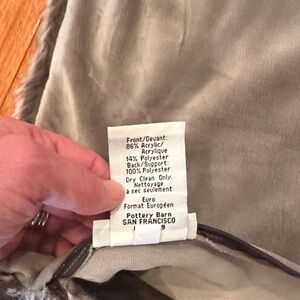 Front/Devant:
86% Acrylic/
Acrylique
14% Polyester
Back/Support:
100% Polyester
Dry Clean Only.
Nettoyage
à sec seulement
Euro
Format Européen
Pottery Barn
SAN FRANCISCO